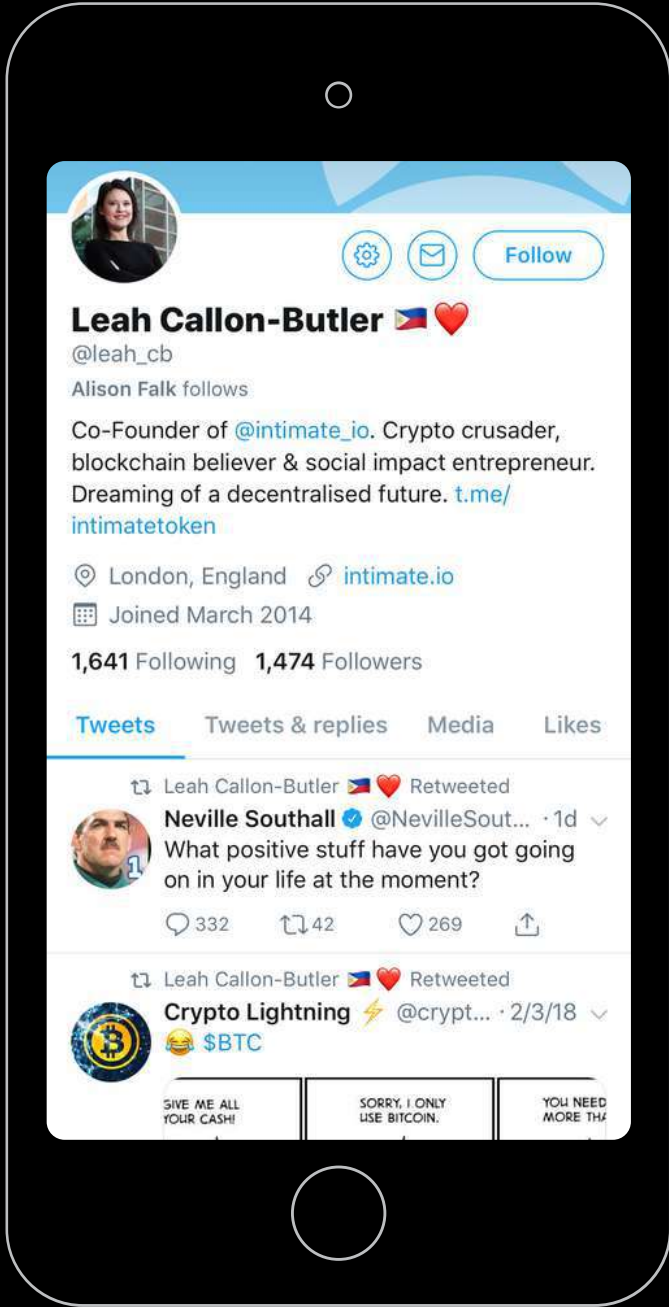 Follow
Leah Callon-Butler 🇵🇭❤️
@leah_cb
Alison Falk follows
Co-Founder of @intimate_io. Crypto crusader,
blockchain believer & social impact entrepreneur.
Dreaming of a decentralised future. t.me/
intimatetoken
London, England intimate.io
Joined March 2014
1,641 Following 1,474 Followers
Tweets Tweets & replies Media Likes
Leah Callon-Butler 🇵🇭❤️ Retweeted
Neville Southall @NevilleSout... · 1d
What positive stuff have you got going
on in your life at the moment?
332 42 269
Leah Callon-Butler 🇵🇭❤️ Retweeted
Crypto Lightning ⚡ @crypt... · 2/3/18
😂 $BTC
GIVE ME ALL
YOUR CASH!
SORRY, I ONLY
USE BITCOIN.
YOU NEED
MORE THA
1